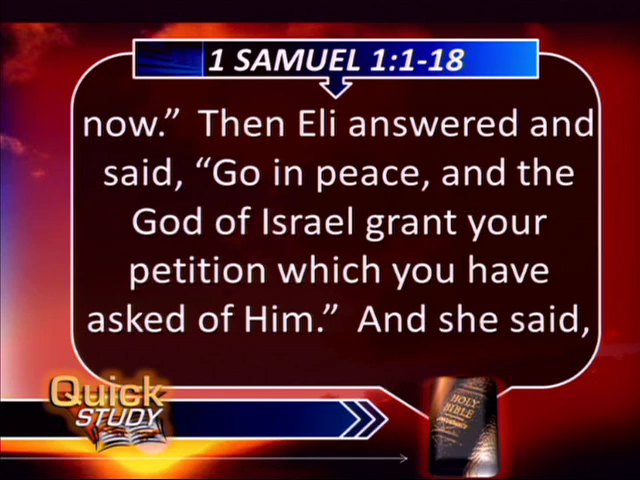 1 SAMUEL 1:1-18
now.” Then Eli answered and
said, “Go in peace, and the
God of Israel grant your
petition which you have
asked of Him.” And she said,
Quick
STUDY
HOLY
BIBLE